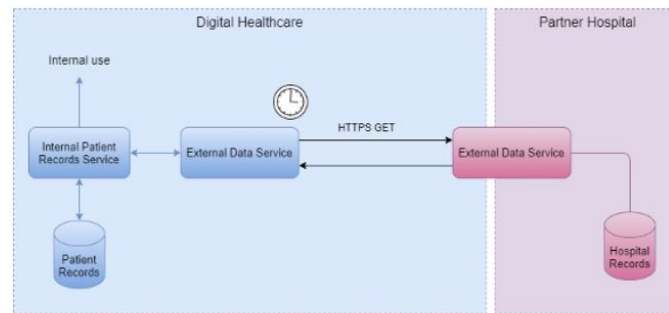 Digital Healthcare
Partner Hospital
Internal use
HTTPS GET
Internal Patient
Records Service
External Data Service
External Data Service
Patient
Records
Hospital
Records